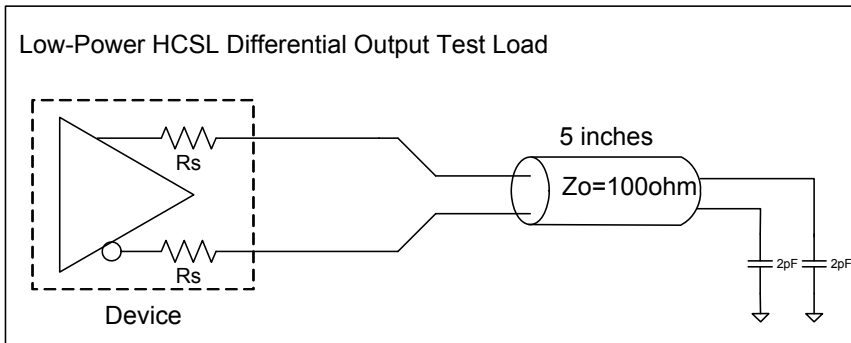 Low-Power HCSL Differential Output Test Load
Rs
Rs
Device
5 inches
Zo=100ohm
2pF
2pF